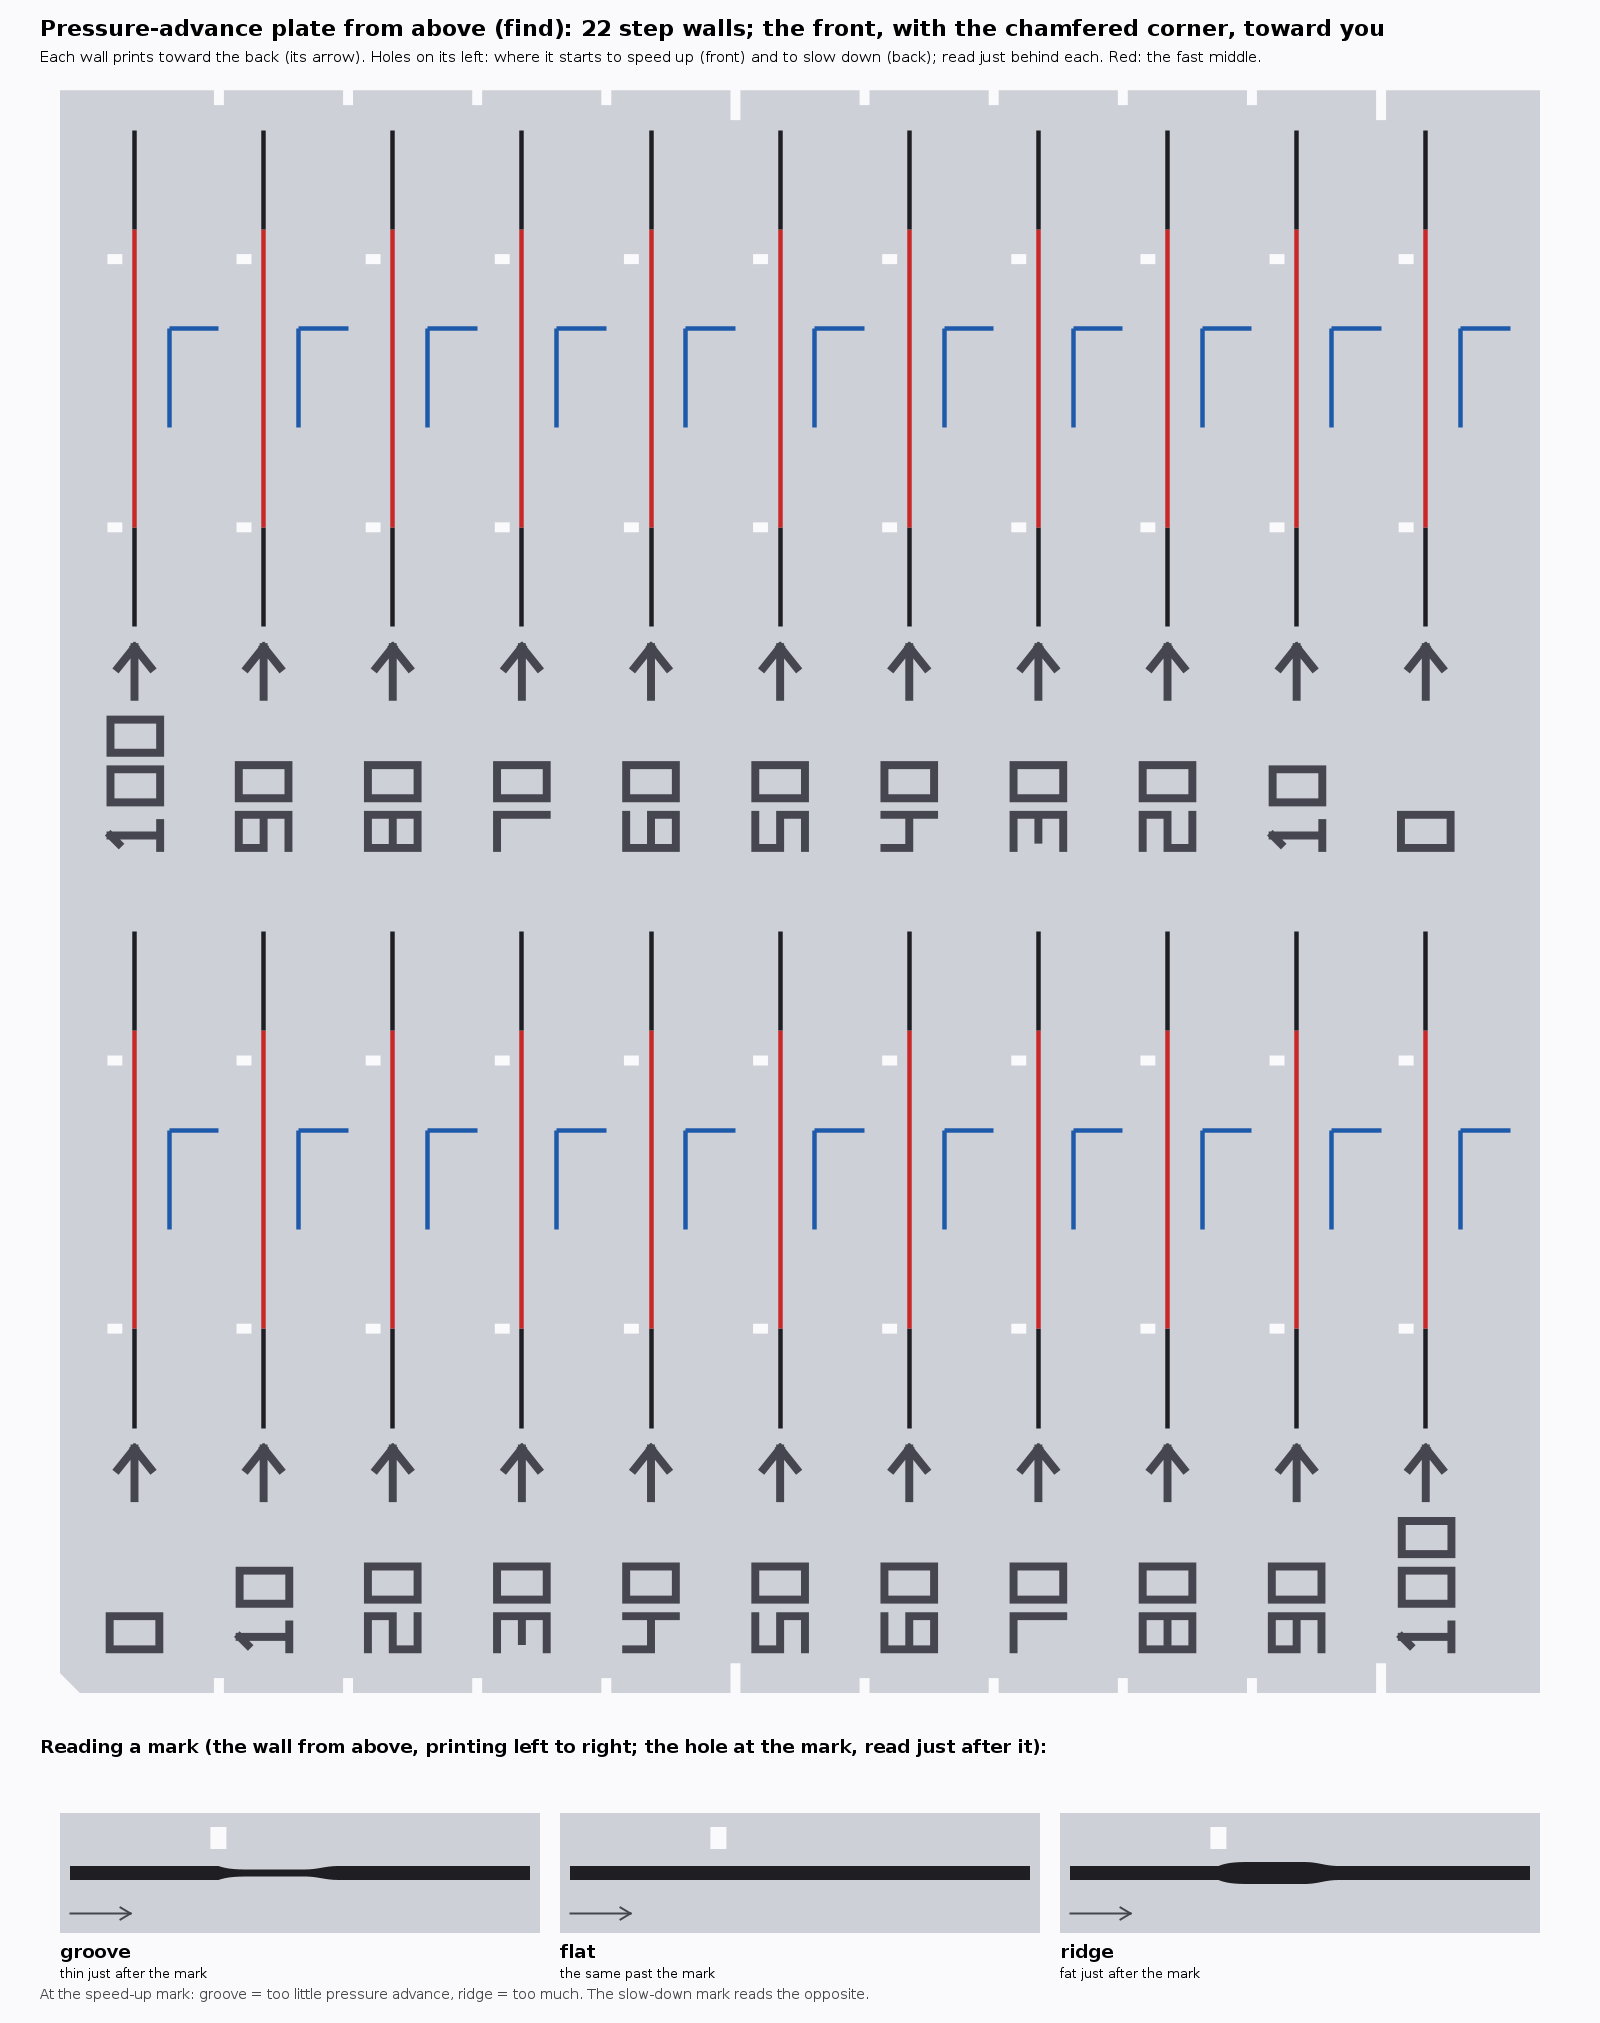 Pressure-advance plate from above (find): 22 step walls; the front, with the chamfered corner, toward you
Each wall prints toward the back (its arrow). Holes on its left: where it starts to speed up (front) and to slow down (back); read just behind each. Red: the fast middle.
100 90 80 70 60 50 40 30 20 10 0
0 10 20 30 40 50 60 70 80 90 100
Reading a mark (the wall from above, printing left to right; the hole at the mark, read just after it):
groove flat ridge
thin just after the mark the same past the mark fat just after the mark
At the speed-up mark: groove = too little pressure advance, ridge = too much. The slow-down mark reads the opposite.